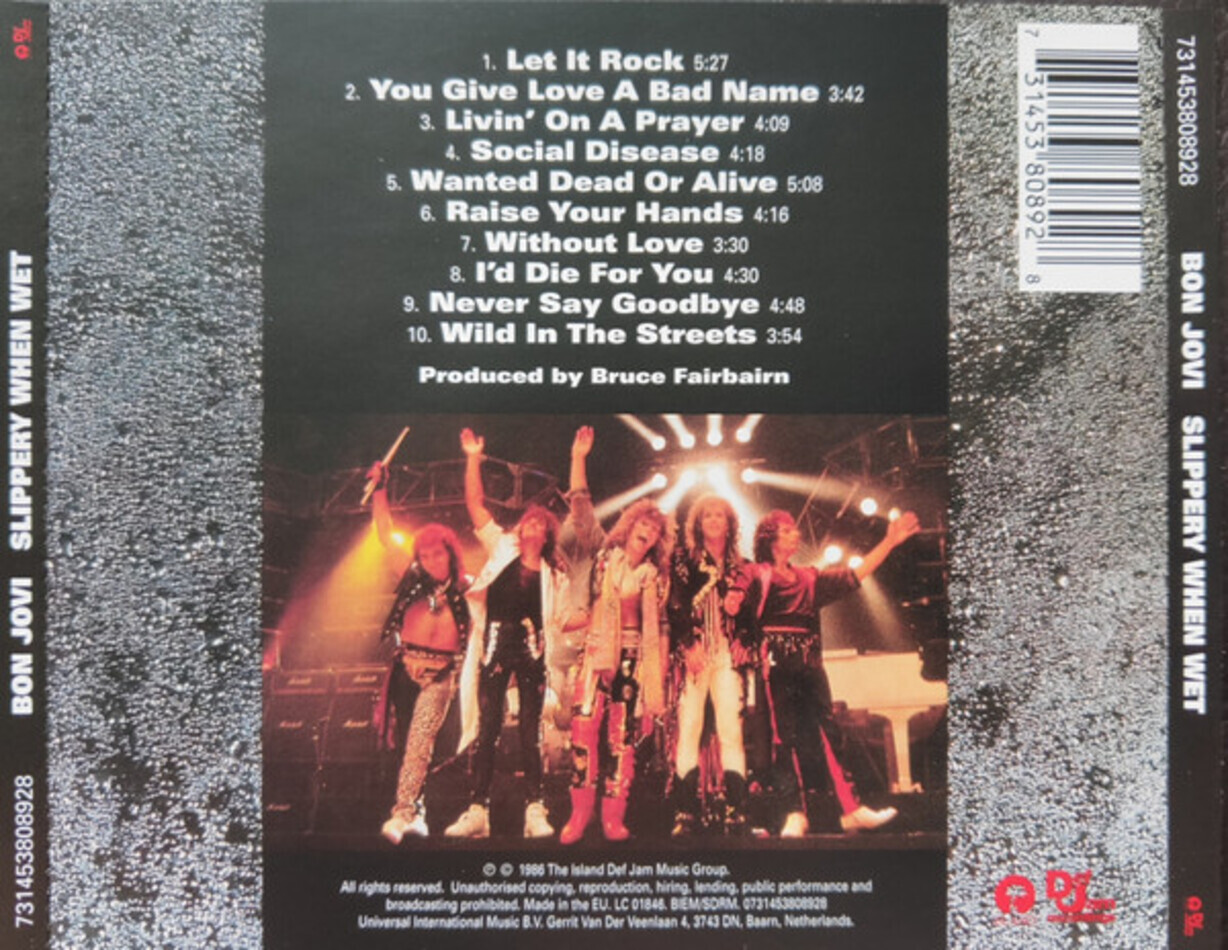 1. Let It Rock 5:27
2. You Give Love A Bad Name 3:42
3. Livin' On A Prayer 4:09
4. Social Disease 4:18
5. Wanted Dead Or Alive 5:08
6. Raise Your Hands 4:16
7. Without Love 3:30
8. I'd Die For You 4:30
9. Never Say Goodbye 4:48
10. Wild In The Streets 3:54
Produced by Bruce Fairbairn
℗ © 1986 The Island Def Jam Music Group.
All rights reserved. Unauthorised copying, reproduction, hiring, lending, public performance and
broadcasting prohibited. Made in the EU. LC 01846. BIEM/SDRM. 0731453808928
Universal International Music B.V. Gerrit Van Der Veenlaan 4, 3743 DN, Baarn, Netherlands.
731453808928 BON JOVI SLIPPERY WHEN WET
7 31453 80892 8
731453808928 BON JOVI SLIPPERY WHEN WET
Def